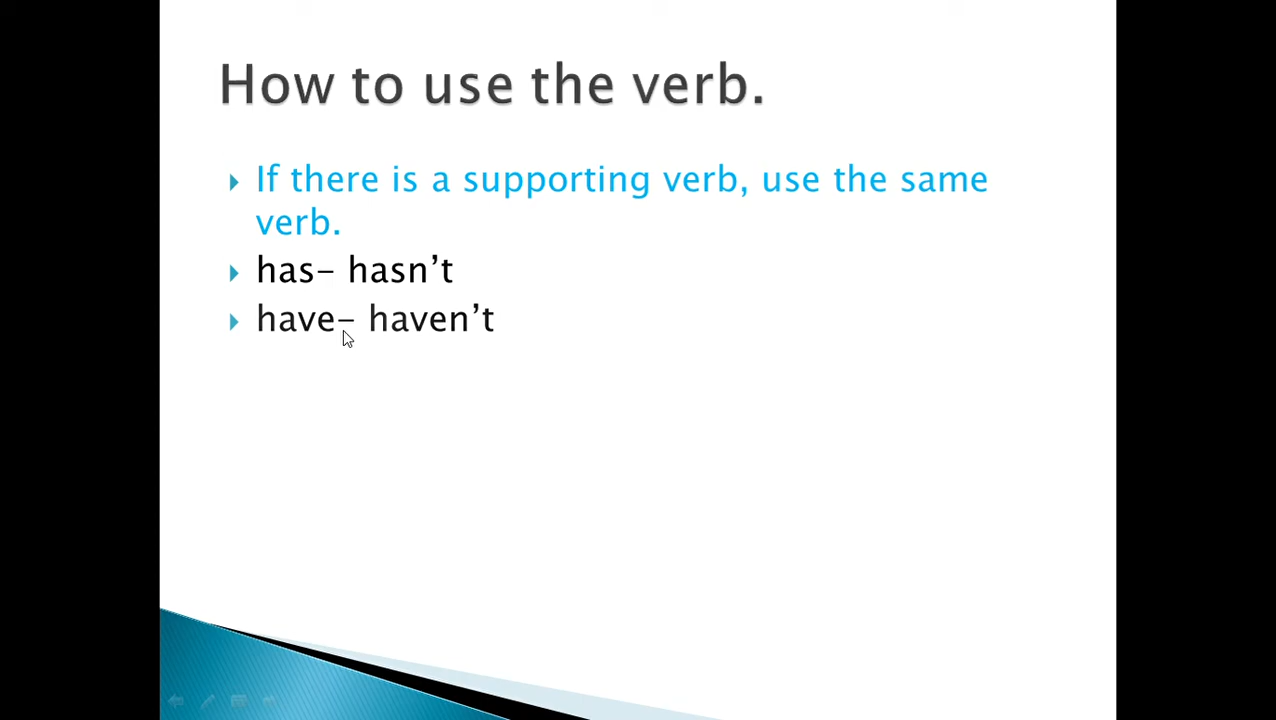 How to use the verb.
If there is a supporting verb, use the same
verb.
has- hasn’t
have- haven’t